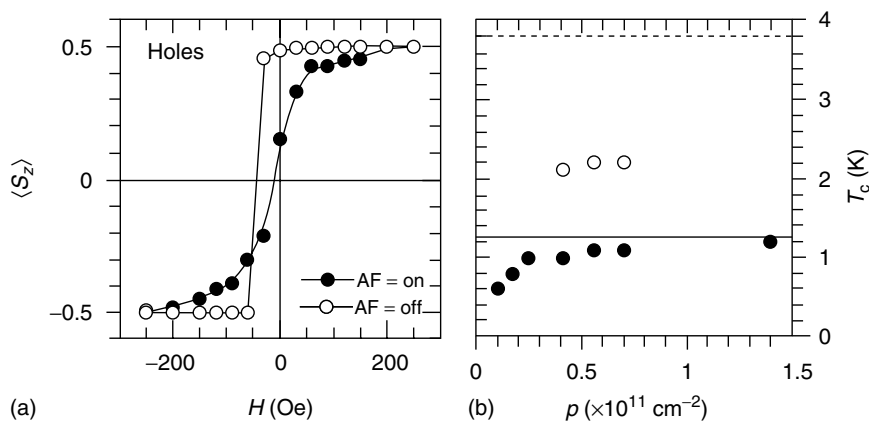 0.5
Holes
⟨S_z⟩
0
AF = on
AF = off
−0.5
−200
0
200
(a)
H (Oe)
4
3
T_c (K)
2
1
0
0
0.5
1
1.5
(b)
p (×10^11 cm^−2)